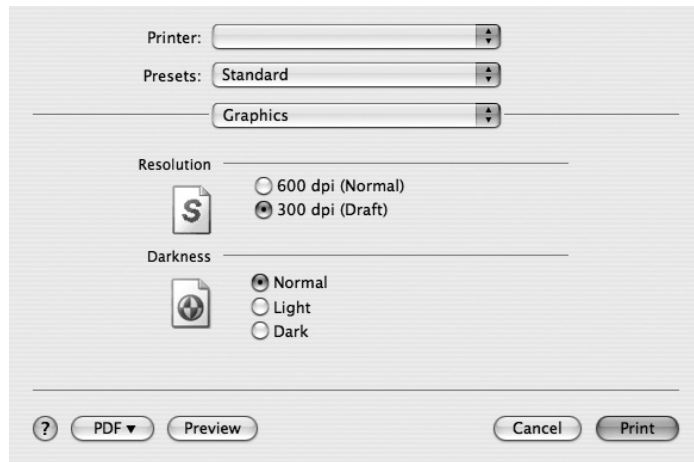 Printer:
Presets: Standard
Graphics
Resolution
600 dpi (Normal)
S
300 dpi (Draft)
Darkness
Normal
Light
Dark
? PDF▼ Preview Cancel Print